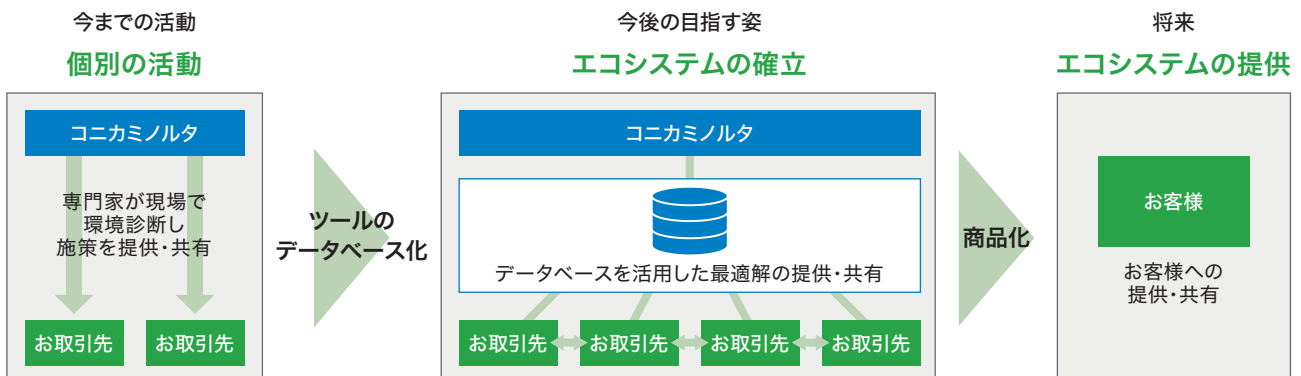 今までの活動
個別の活動
コニカミノルタ
専門家が現場で
環境診断し
施策を提供・共有
お取引先
お取引先
ツールの
データベース化
今後の目指す姿
エコシステムの確立
コニカミノルタ
データベースを活用した最適解の提供・共有
お取引先
お取引先
お取引先
お取引先
商品化
将来
エコシステムの提供
お客様
お客様への
提供・共有